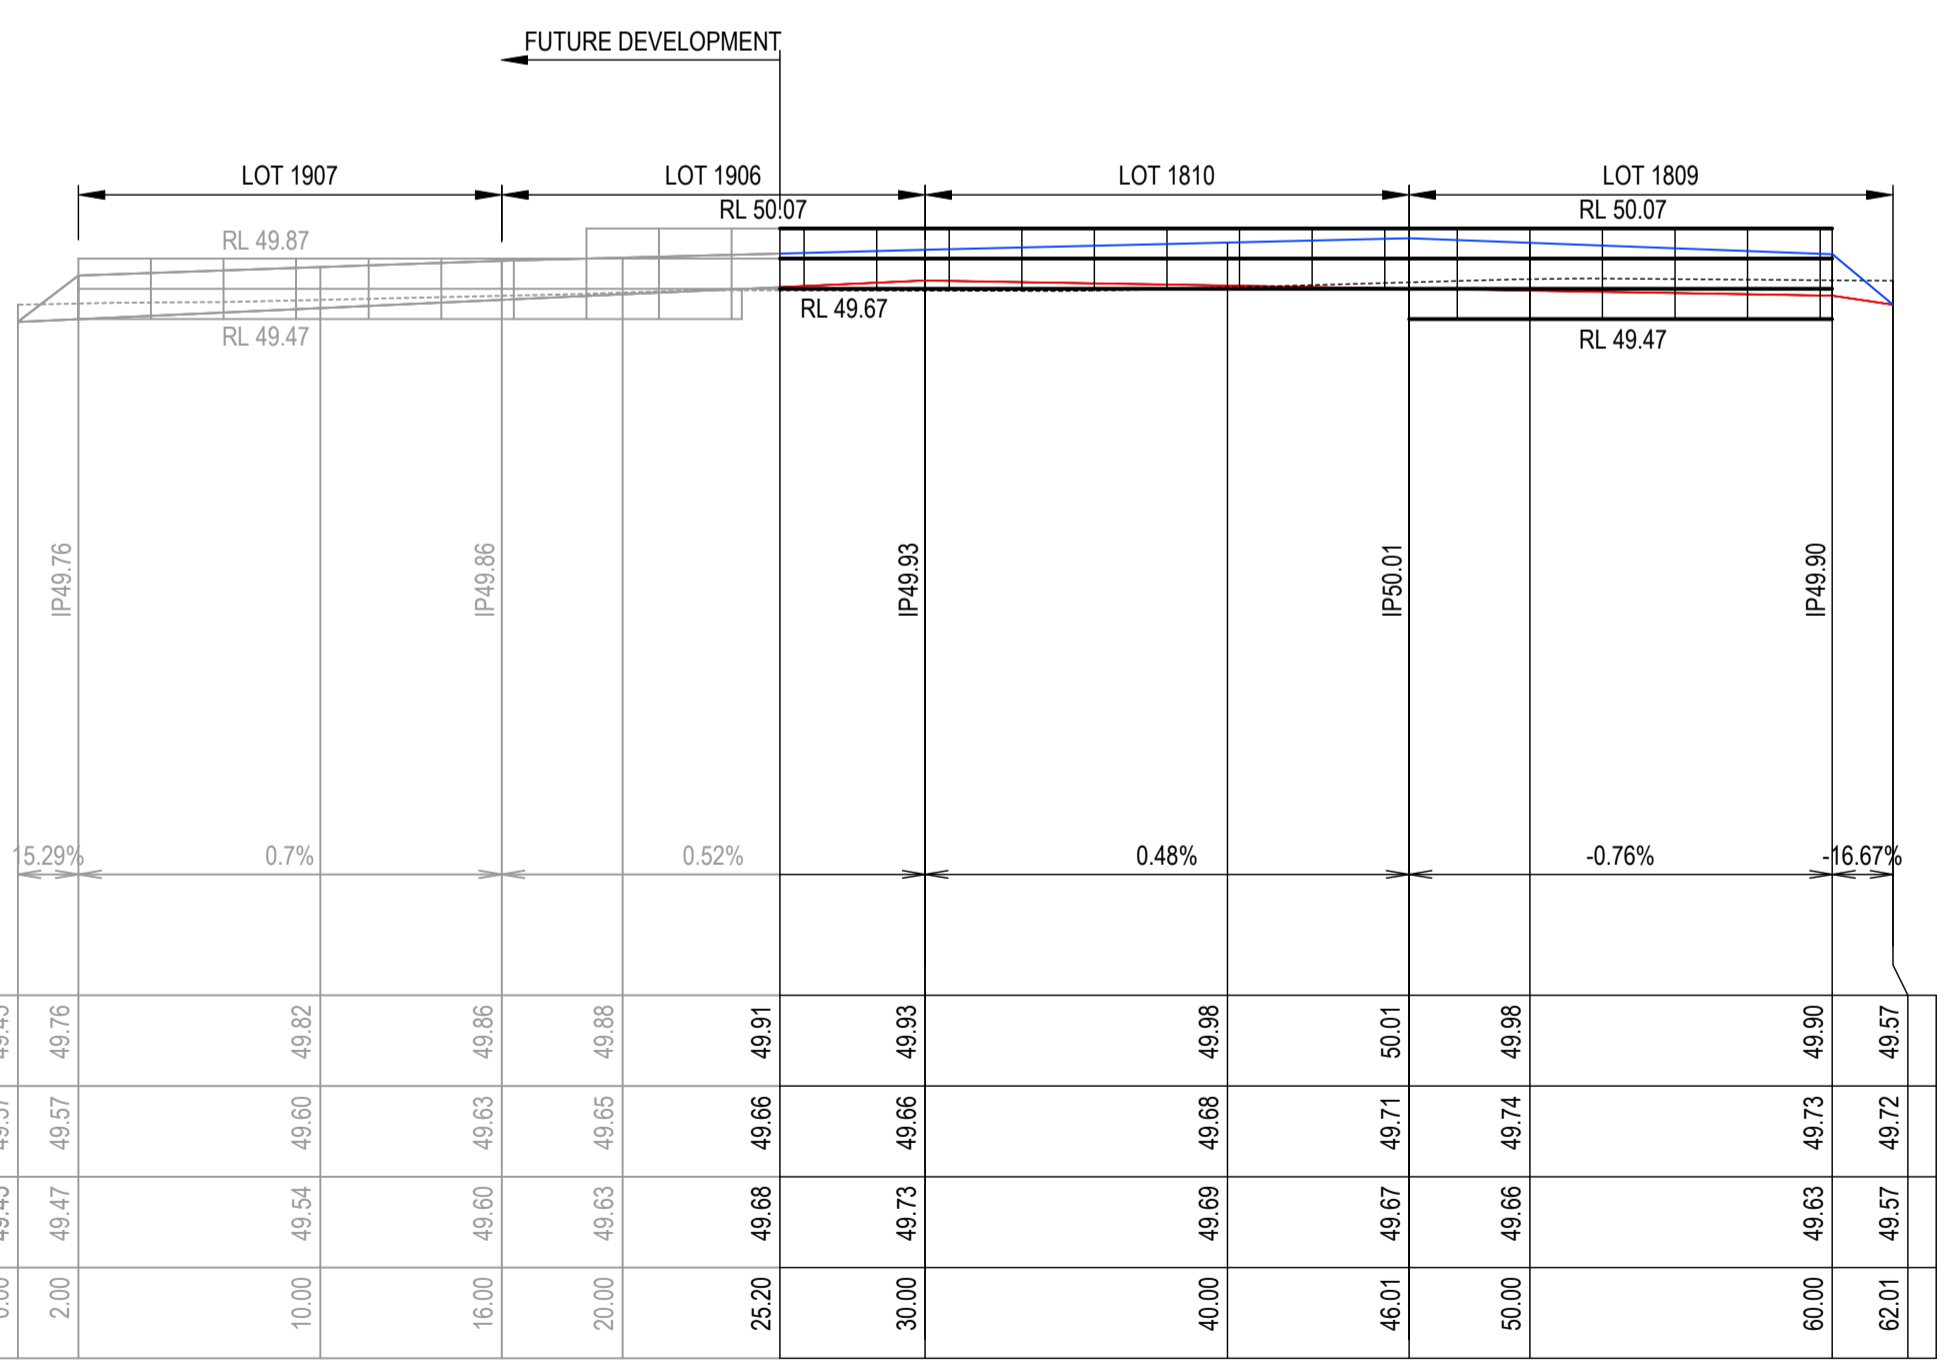 FUTURE DEVELOPMENT
LOT 1907 LOT 1906 LOT 1810 LOT 1809
RL 50.07 RL 50.07
RL 49.87
RL 49.67
RL 49.47 RL 49.47
IP49.76 IP49.86 IP49.93 IP50.01 IP49.90
15.29% 0.7% 0.52% 0.48% -0.76% -16.67%
49.76 49.82 49.86 49.88 49.91 49.93 49.98 50.01 49.98 49.90 49.57
49.57 49.60 49.63 49.65 49.66 49.66 49.68 49.71 49.74 49.73 49.72
49.47 49.54 49.60 49.63 49.68 49.73 49.69 49.67 49.66 49.63 49.57
0.00 2.00 10.00 16.00 20.00 25.20 30.00 40.00 46.01 50.00 60.00 62.01